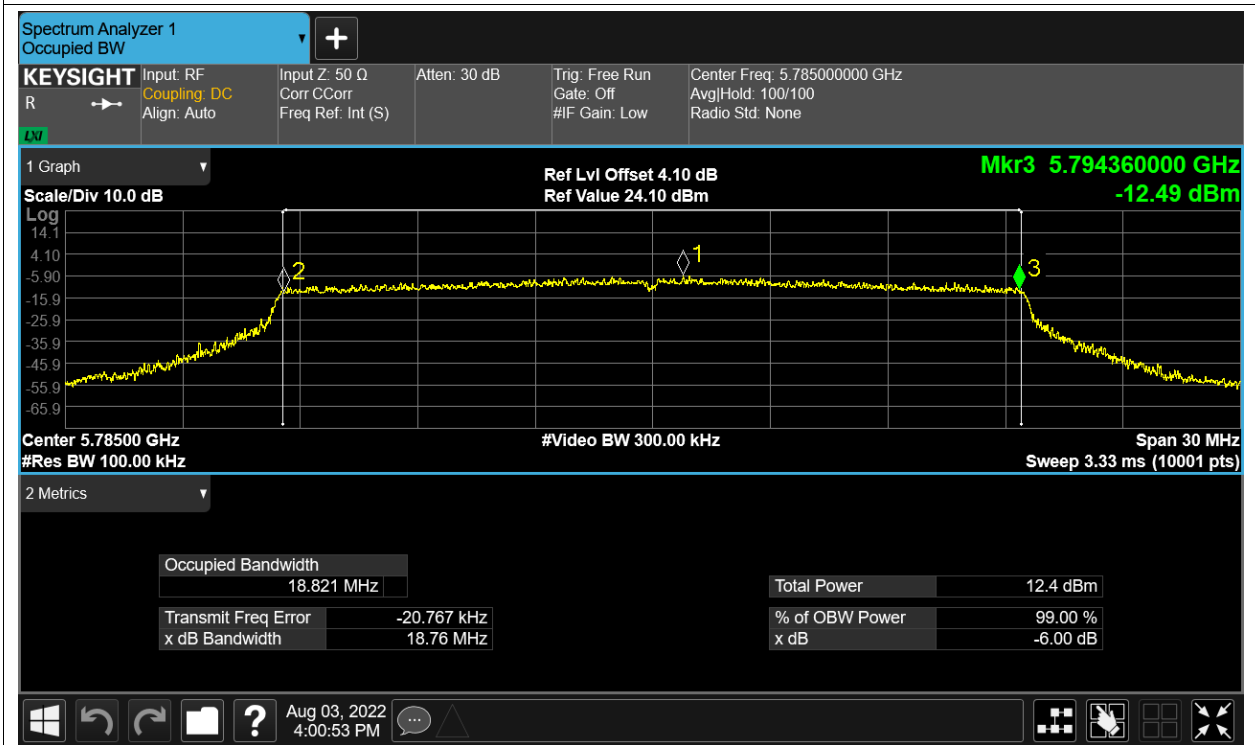 Spectrum Analyzer 1
Occupied BW
KEYSIGHT
R
LXI
Input: RF
Coupling: DC
Align: Auto
Input Z: 50 Ω
Corr CCorr
Freq Ref: Int (S)
Atten: 30 dB
Trig: Free Run
Gate: Off
#IF Gain: Low
Center Freq: 5.785000000 GHz
Avg|Hold: 100/100
Radio Std: None
1 Graph
Scale/Div 10.0 dB
Ref Lvl Offset 4.10 dB
Ref Value 24.10 dBm
Mkr3 5.794360000 GHz
-12.49 dBm
Log
14.1
4.10
-5.90
-15.9
-25.9
-35.9
-45.9
-55.9
-65.9
2
1
3
Center 5.78500 GHz
#Video BW 300.00 kHz
Span 30 MHz
#Res BW 100.00 kHz
Sweep 3.33 ms (10001 pts)
2 Metrics
Occupied Bandwidth
18.821 MHz
Total Power 12.4 dBm
Transmit Freq Error -20.767 kHz
% of OBW Power 99.00 %
x dB Bandwidth 18.76 MHz
x dB -6.00 dB
?
Aug 03, 2022
4:00:53 PM